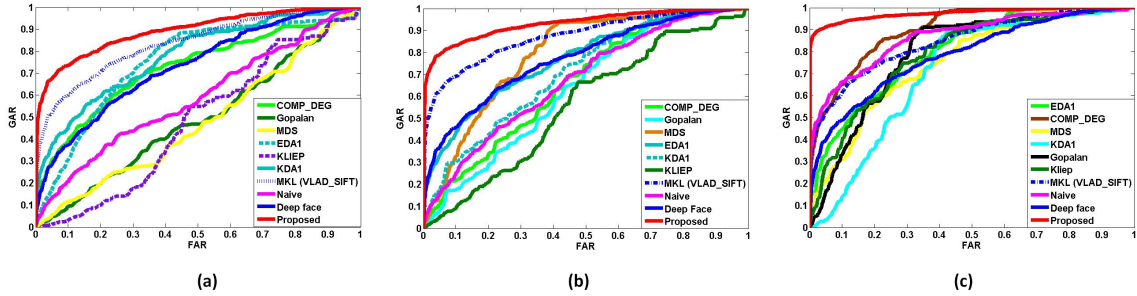 GAR
1
0.9
0.8
0.7
0.6
0.5
0.4
0.3
0.2
0.1
0
COMP_DEG
Gopalan
MDS
EDA1
KLIEP
KDA1
MKL (VLAD_SIFT)
Naive
Deep face
Proposed
0 0.1 0.2 0.3 0.4 0.5 0.6 0.7 0.8 0.9 1
FAR
(a)
GAR
1
0.9
0.8
0.7
0.6
0.5
0.4
0.3
0.2
0.1
0
COMP_DEG
Gopalan
MDS
EDA1
KDA1
KLIEP
MKL (VLAD_SIFT)
Naive
Deep Face
Proposed
0 0.1 0.2 0.3 0.4 0.5 0.6 0.7 0.8 0.9 1
FAR
(b)
GAR
1
0.9
0.8
0.7
0.6
0.5
0.4
0.3
0.2
0.1
0
EDA1
COMP_DEG
MDS
KDA1
Gopalan
Kliep
MKL (VLAD_SIFT)
Naive
Deep face
Proposed
0 0.1 0.2 0.3 0.4 0.5 0.6 0.7 0.8 0.9 1
FAR
(c)